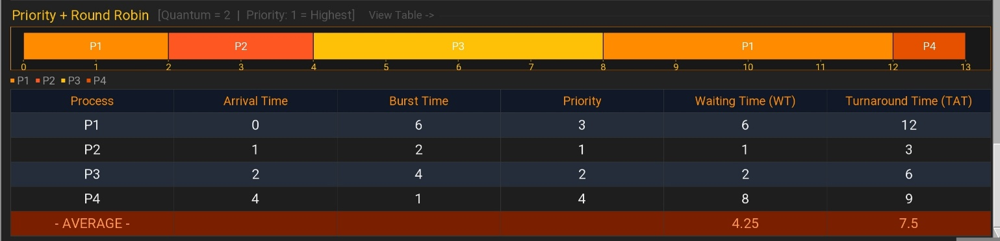 Priority + Round Robin [Quantum = 2 | Priority: 1 = Highest] View Table ->
P1 P2 P3 P1 P4
0 1 2 3 4 5 6 7 8 9 10 11 12 13
P1 P2 P3 P4
Process Arrival Time Burst Time Priority Waiting Time (WT) Turnaround Time (TAT)
P1 0 6 3 6 12
P2 1 2 1 1 3
P3 2 4 2 2 6
P4 4 1 4 8 9
- AVERAGE - 4.25 7.5